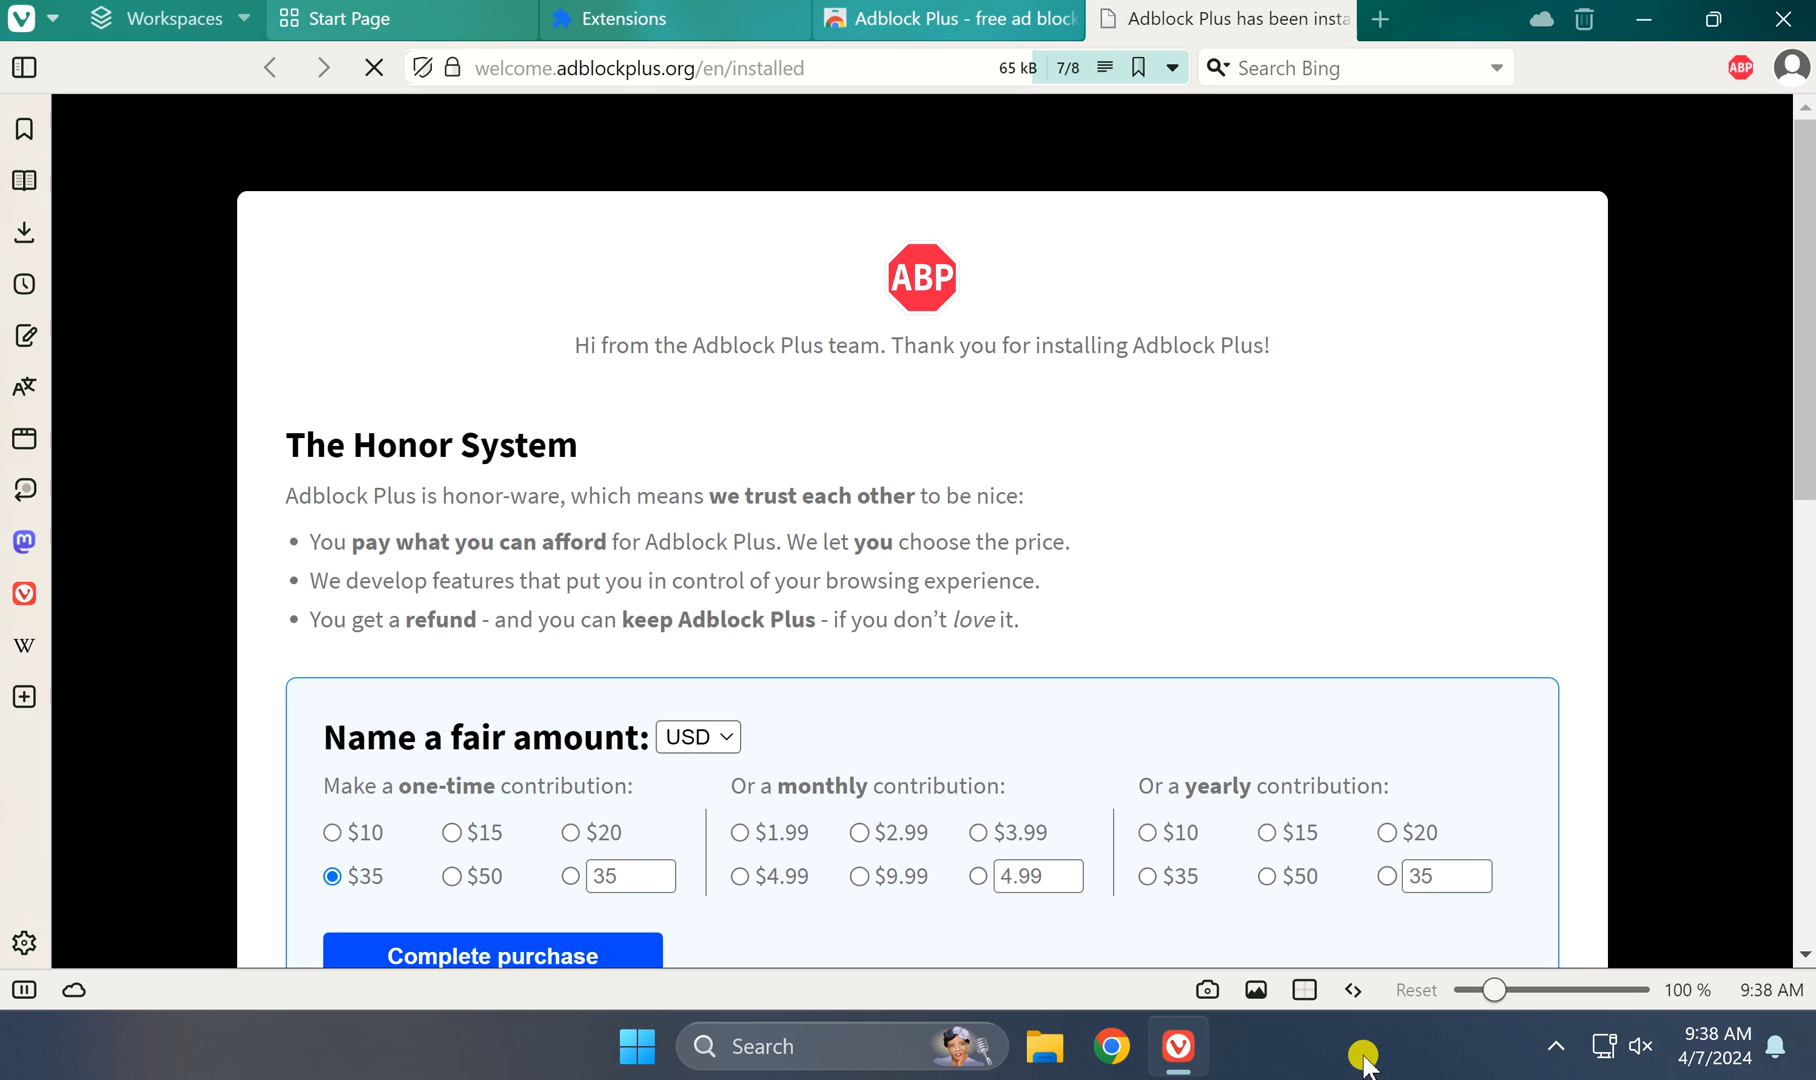 Workspaces
Start Page
Extensions
Adblock Plus - free ad block
Adblock Plus has been insta
welcome.adblockplus.org/en/installed
65 kB
7/8
Search Bing
ABP
ABP
Hi from the Adblock Plus team. Thank you for installing Adblock Plus!
The Honor System
Adblock Plus is honor-ware, which means we trust each other to be nice:
• You pay what you can afford for Adblock Plus. We let you choose the price.
• We develop features that put you in control of your browsing experience.
• You get a refund - and you can keep Adblock Plus - if you don’t love it.
Name a fair amount: USD
Make a one-time contribution:
$10 $15 $20
$35 $50 35
Or a monthly contribution:
$1.99 $2.99 $3.99
$4.99 $9.99 4.99
Or a yearly contribution:
$10 $15 $20
$35 $50 35
Complete purchase
W
Reset
100 %
9:38 AM
Search
9:38 AM
4/7/2024